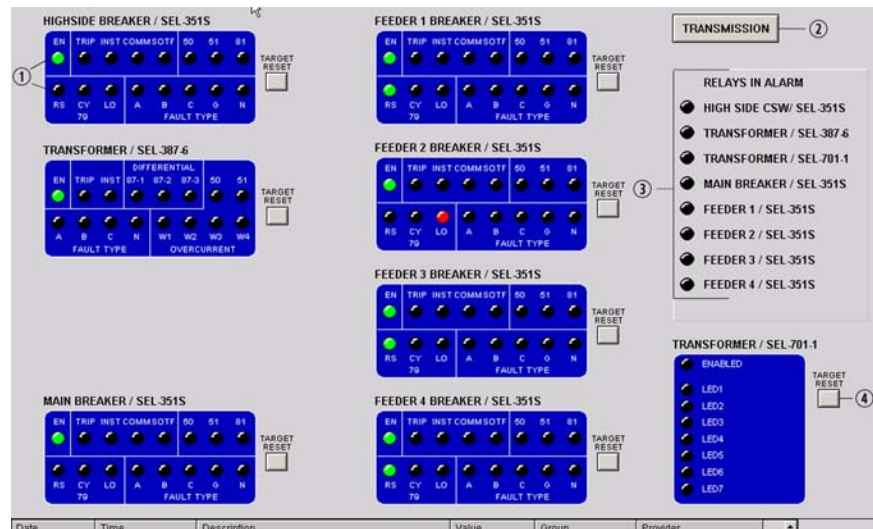 HIGHSIDE BREAKER / SEL-351S
EN TRIP INST COMM SOTF 50 51 81
TARGET RESET
1
RS CY LO A B C G N
79 FAULT TYPE
TRANSFORMER / SEL-387-6
DIFFERENTIAL
EN TRIP INST 87-1 87-2 87-3 50 51
TARGET RESET
A B C N W1 W2 W3 W4
FAULT TYPE OVERCURRENT
MAIN BREAKER / SEL-351S
EN TRIP INST COMM SOTF 50 51 81
TARGET RESET
RS CY LO A B C G N
79 FAULT TYPE
FEEDER 1 BREAKER / SEL-351S
EN TRIP INST COMM SOTF 50 51 81
TARGET RESET
RS CY LO A B C G N
79 FAULT TYPE
FEEDER 2 BREAKER / SEL-351S
EN TRIP INST COMM SOTF 50 51 81
TARGET RESET
RS CY LO A B C G N
79 FAULT TYPE
FEEDER 3 BREAKER / SEL-351S
EN TRIP INST COMM SOTF 50 51 81
TARGET RESET
RS CY LO A B C G N
79 FAULT TYPE
FEEDER 4 BREAKER / SEL-351S
EN TRIP INST COMM SOTF 50 51 81
TARGET RESET
RS CY LO A B C G N
79 FAULT TYPE
TRANSMISSION 2
RELAYS IN ALARM
HIGH SIDE CSW/ SEL-351S
TRANSFORMER / SEL-387-6
TRANSFORMER / SEL-701-1
3 MAIN BREAKER / SEL-351S
FEEDER 1 / SEL-351S
FEEDER 2 / SEL-351S
FEEDER 3 / SEL-351S
FEEDER 4 / SEL-351S
TRANSFORMER / SEL-701-1
ENABLED
TARGET RESET
4
LED1
LED2
LED3
LED4
LED5
LED6
LED7
Date Time Description Value Group Provider